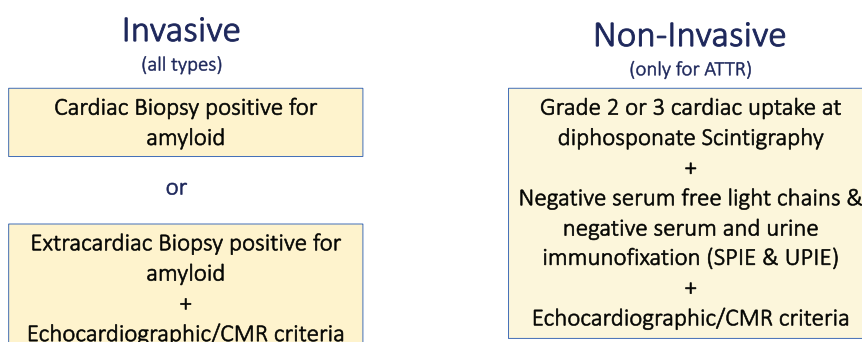 Invasive
(all types)
Cardiac Biopsy positive for
amyloid
or
Extracardiac Biopsy positive for
amyloid
+
Echocardiographic/CMR criteria
Non-Invasive
(only for ATTR)
Grade 2 or 3 cardiac uptake at
diphosponate Scintigraphy
+
Negative serum free light chains &
negative serum and urine
immunofixation (SPIE & UPIE)
+
Echocardiographic/CMR criteria